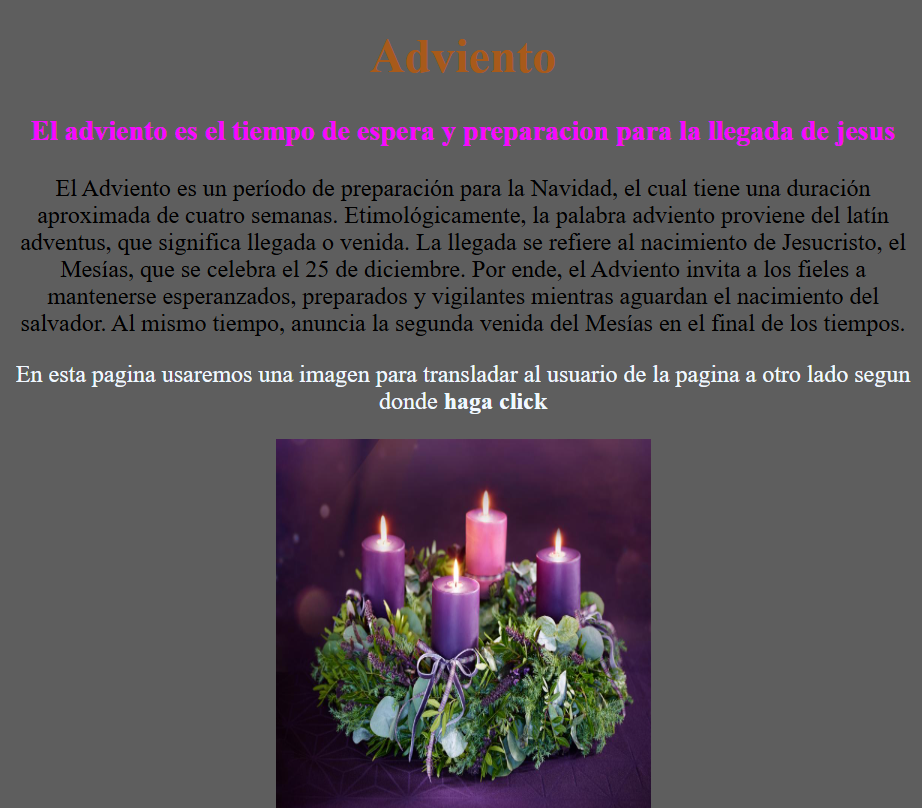 Adviento
El adviento es el tiempo de espera y preparacion para la llegada de jesus
El Adviento es un período de preparación para la Navidad, el cual tiene una duración
aproximada de cuatro semanas. Etimológicamente, la palabra adviento proviene del latín
adventus, que significa llegada o venida. La llegada se refiere al nacimiento de Jesucristo, el
Mesías, que se celebra el 25 de diciembre. Por ende, el Adviento invita a los fieles a
mantenerse esperanzados, preparados y vigilantes mientras aguardan el nacimiento del
salvador. Al mismo tiempo, anuncia la segunda venida del Mesías en el final de los tiempos.
En esta pagina usaremos una imagen para transladar al usuario de la pagina a otro lado segun
donde haga click